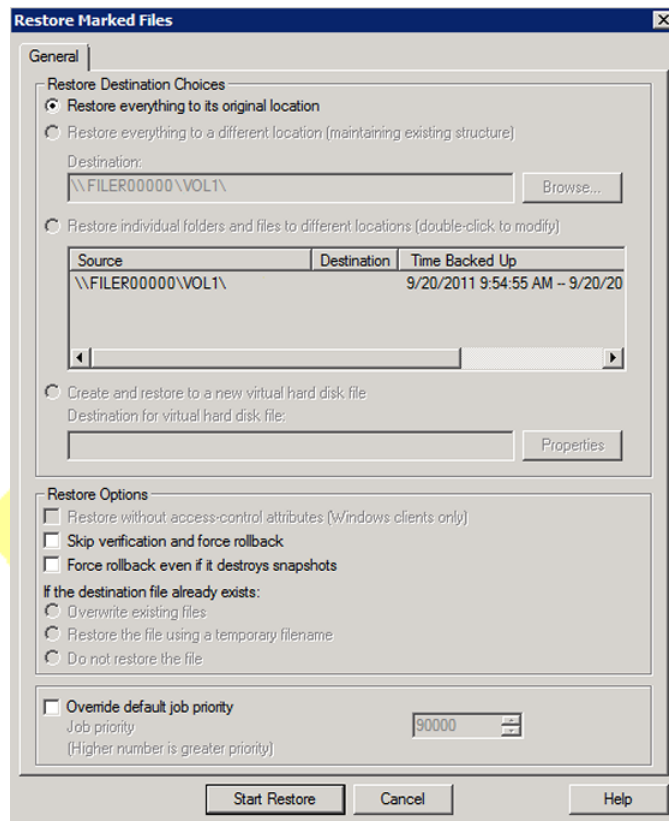 Restore Marked Files
General
Restore Destination Choices
Restore everything to its original location
Restore everything to a different location (maintaining existing structure)
Destination:
\\FILER00000\VOL1\ Browse...
Restore individual folders and files to different locations (double-click to modify)
Source Destination Time Backed Up
\\FILER00000\VOL1\ 9/20/2011 9:54:55 AM -- 9/20/20
Create and restore to a new virtual hard disk file
Destination for virtual hard disk file:
Properties
Restore Options
Restore without access-control attributes (Windows clients only)
Skip verification and force rollback
Force rollback even if it destroys snapshots
If the destination file already exists:
Overwrite existing files
Restore the file using a temporary filename
Do not restore the file
Override default job priority
Job priority 90000
(Higher number is greater priority)
Start Restore Cancel Help